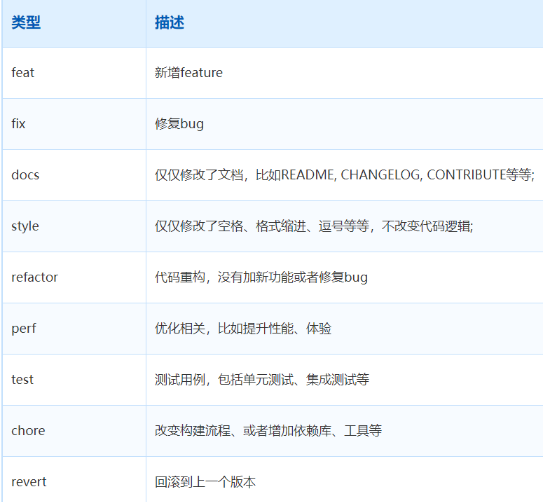 类型 描述
feat 新增feature
fix 修复bug
docs 仅仅修改了文档，比如README, CHANGELOG, CONTRIBUTE等等;
style 仅仅修改了空格、格式缩进、逗号等等，不改变代码逻辑;
refactor 代码重构，没有加新功能或者修复bug
perf 优化相关，比如提升性能、体验
test 测试用例，包括单元测试、集成测试等
chore 改变构建流程、或者增加依赖库、工具等
revert 回滚到上一个版本